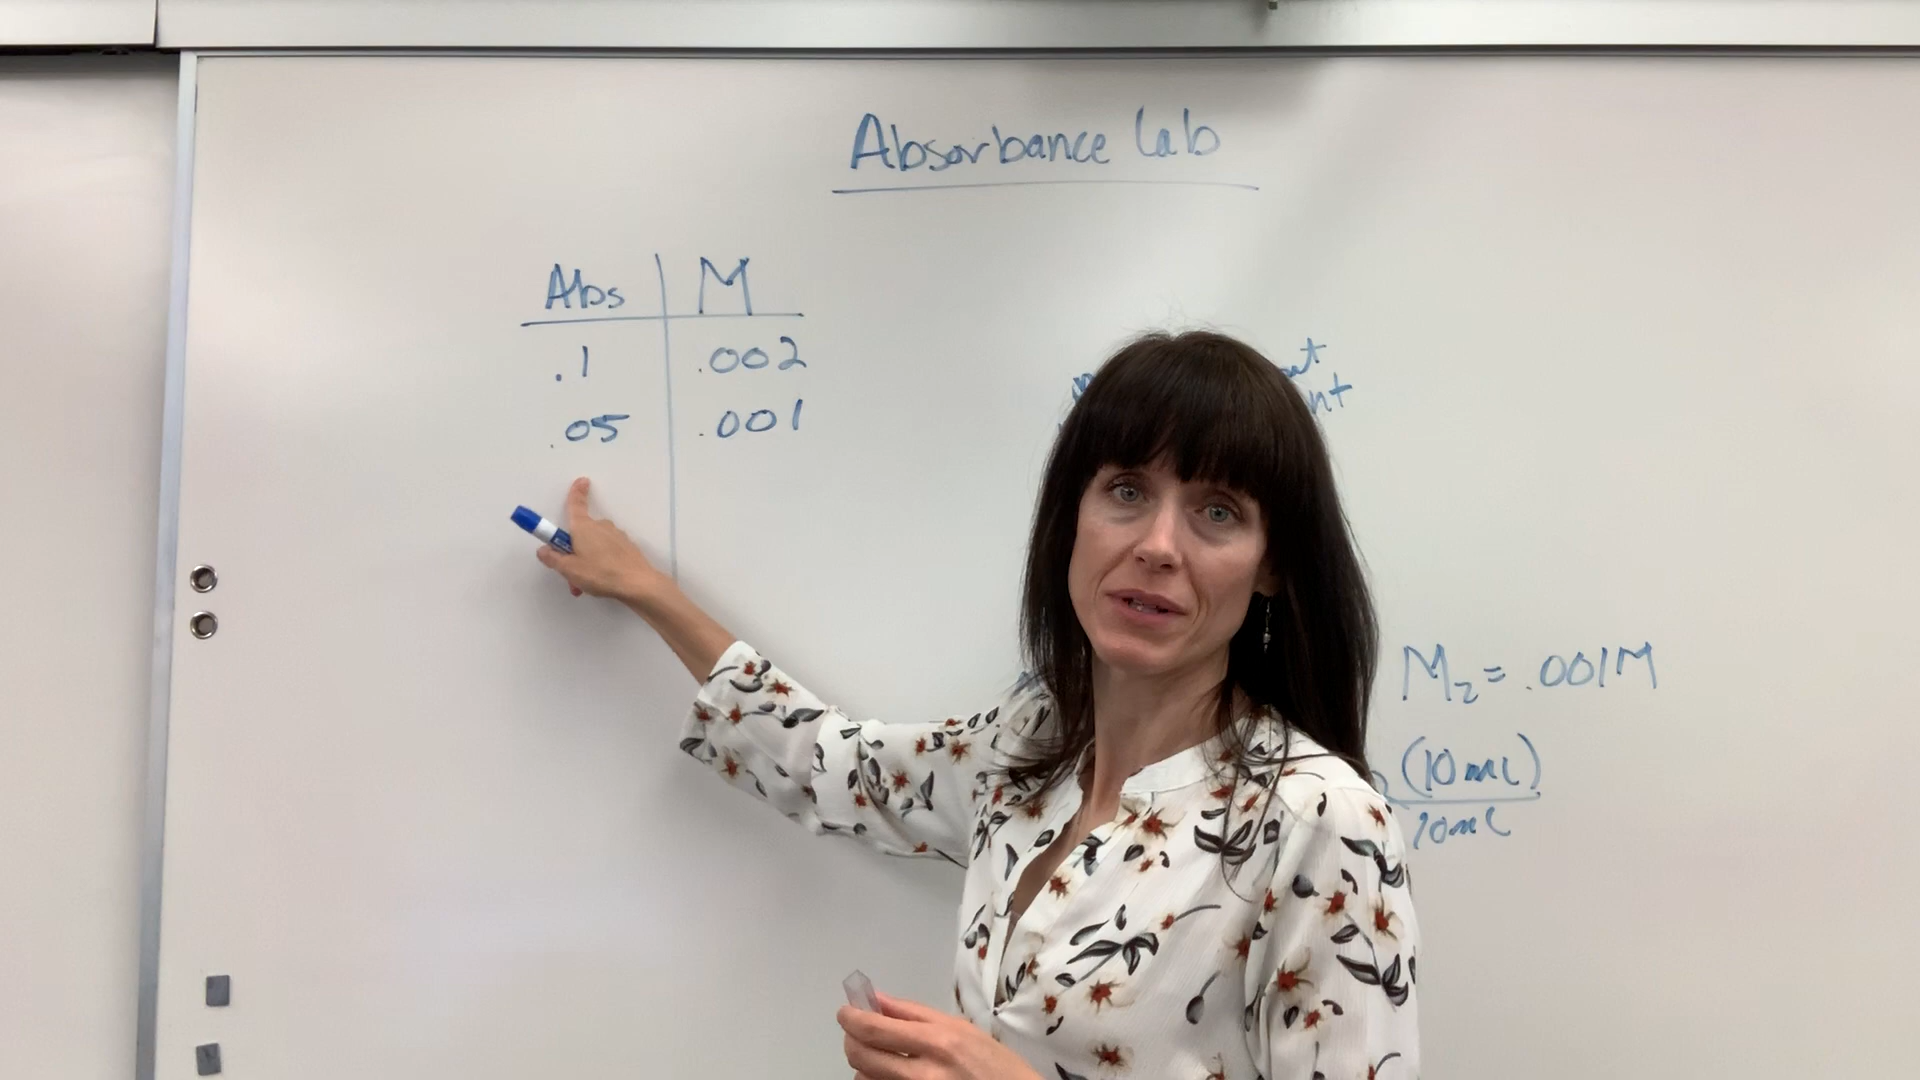 Absorbance Lab
Abs M
.1 .002
.05 .001
M₂ = .001M
(10mL)
10mL